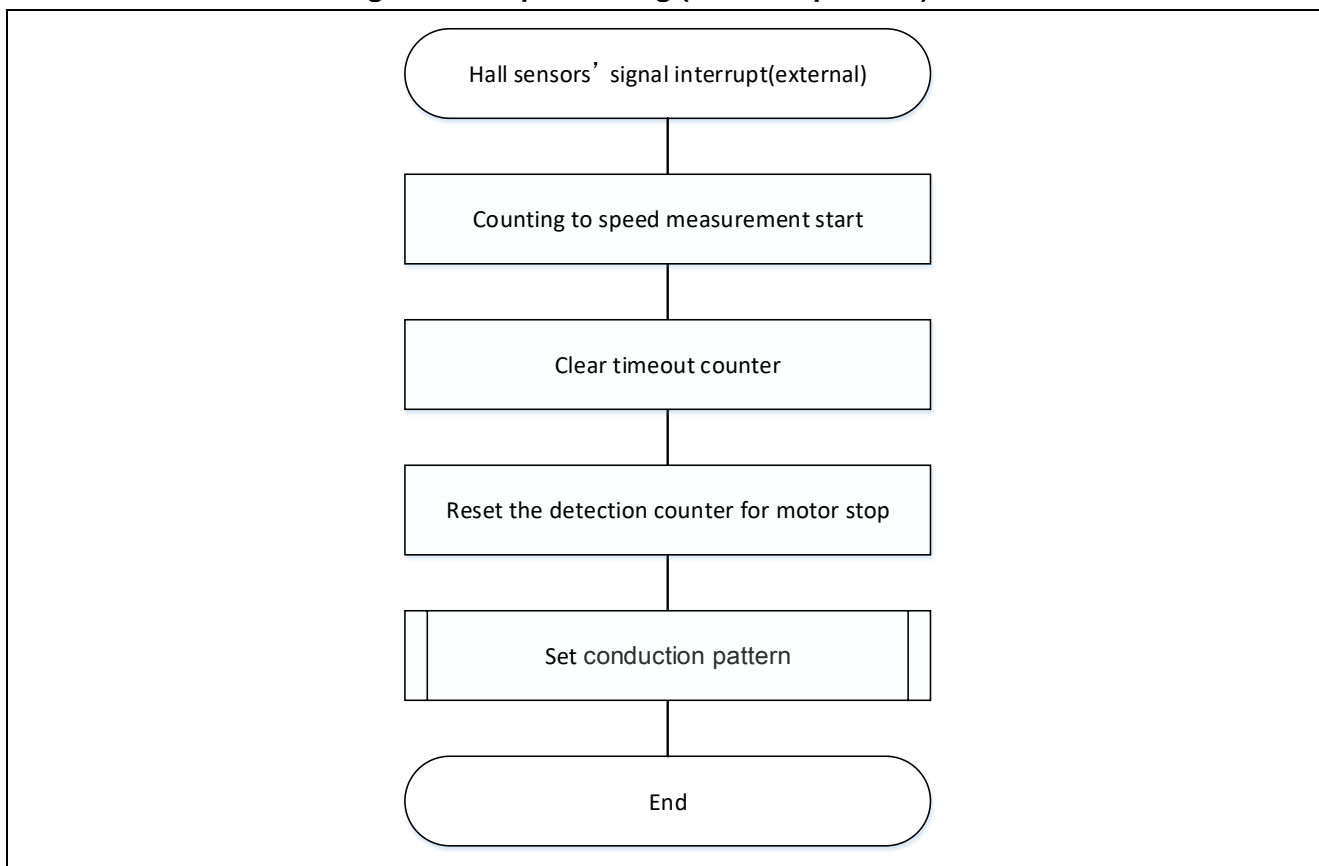 Hall sensors’ signal interrupt(external)
Counting to speed measurement start
Clear timeout counter
Reset the detection counter for motor stop
Set conduction pattern
End